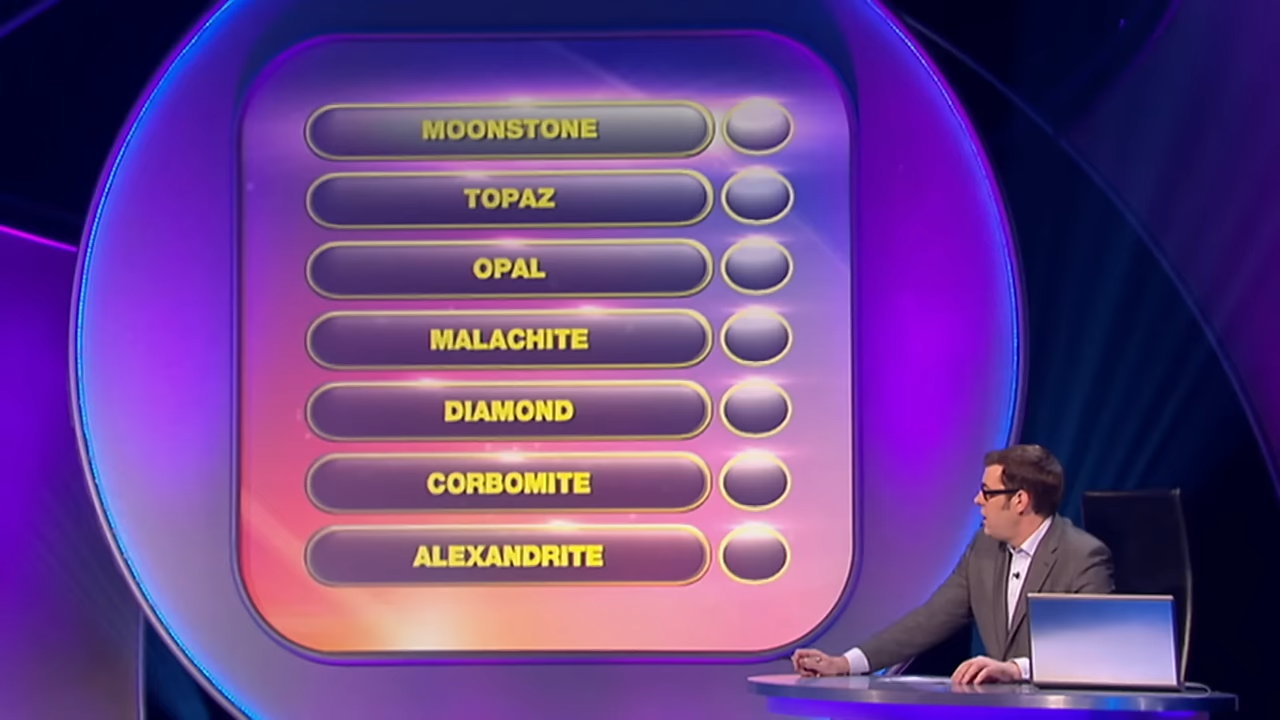 MOONSTONE
TOPAZ
OPAL
MALACHITE
DIAMOND
CORBOMITE
ALEXANDRITE